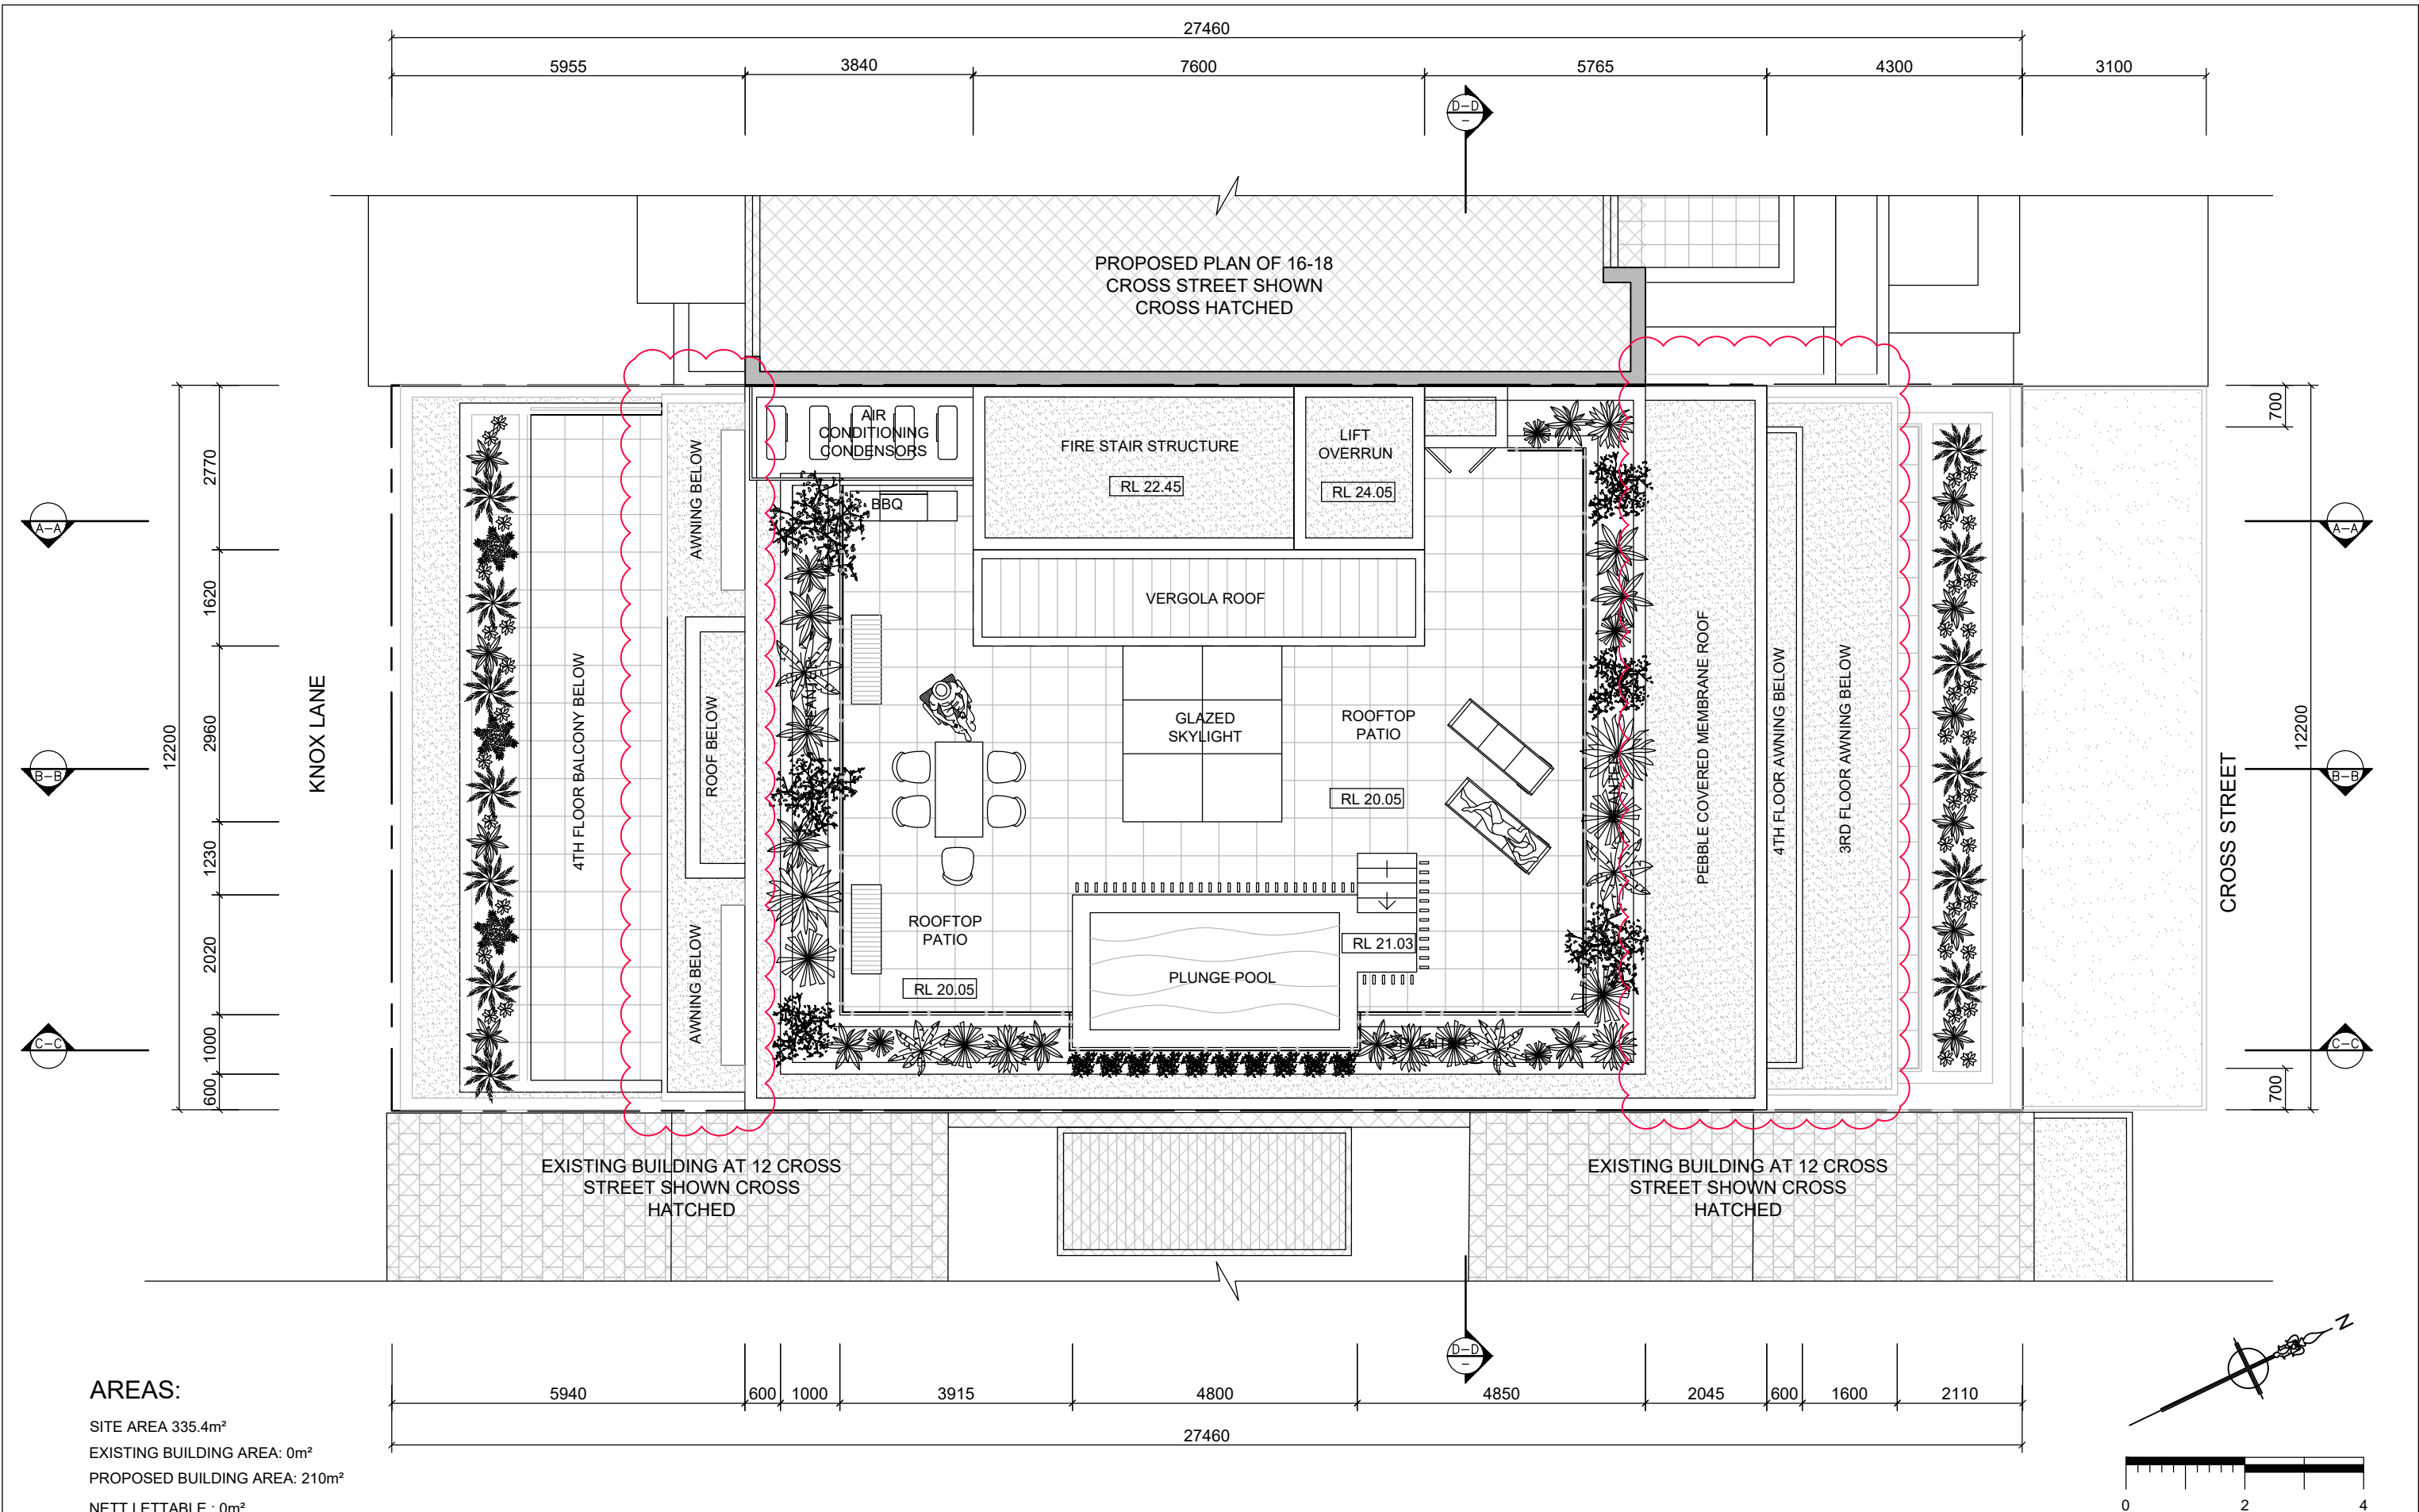 27460
5955
3840
7600
5765
4300
3100
D-D
PROPOSED PLAN OF 16-18
CROSS STREET SHOWN
CROSS HATCHED
700
12200
2770
1620
2960
1230
2020
1000
600
12200
700
A-A
B-B
C-C
A-A
B-B
C-C
KNOX LANE
CROSS STREET
4TH FLOOR BALCONY BELOW
AWNING BELOW
ROOF BELOW
AWNING BELOW
AIR
CONDITIONING
CONDENSORS
BBQ
FIRE STAIR STRUCTURE
RL 22.45
LIFT
OVERRUN
RL 24.05
VERGOLA ROOF
GLAZED
SKYLIGHT
ROOFTOP
PATIO
RL 20.05
ROOFTOP
PATIO
RL 20.05
RL 21.03
PLUNGE POOL
PEBBLE COVERED MEMBRANE ROOF
4TH FLOOR AWNING BELOW
3RD FLOOR AWNING BELOW
EXISTING BUILDING AT 12 CROSS
STREET SHOWN CROSS
HATCHED
EXISTING BUILDING AT 12 CROSS
STREET SHOWN CROSS
HATCHED
D-D
5940
600
1000
3915
4800
4850
2045
600
1600
2110
27460
N
0
2
4
AREAS:
SITE AREA 335.4m²
EXISTING BUILDING AREA: 0m²
PROPOSED BUILDING AREA: 210m²
NETT LETTABLE : 0m²